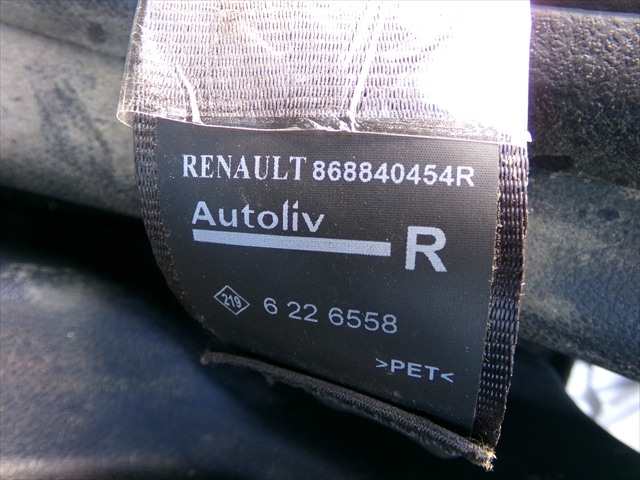 RENAULT 868840454R
Autoliv
R
219 6 22 6558
>PET<